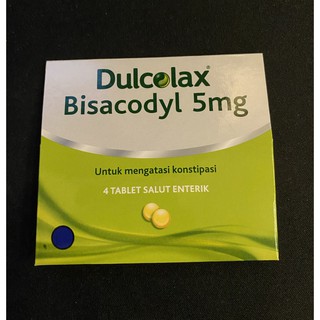 Dulcolax®
Bisacodyl 5mg
Untuk mengatasi konstipasi
4 TABLET SALUT ENTERIK